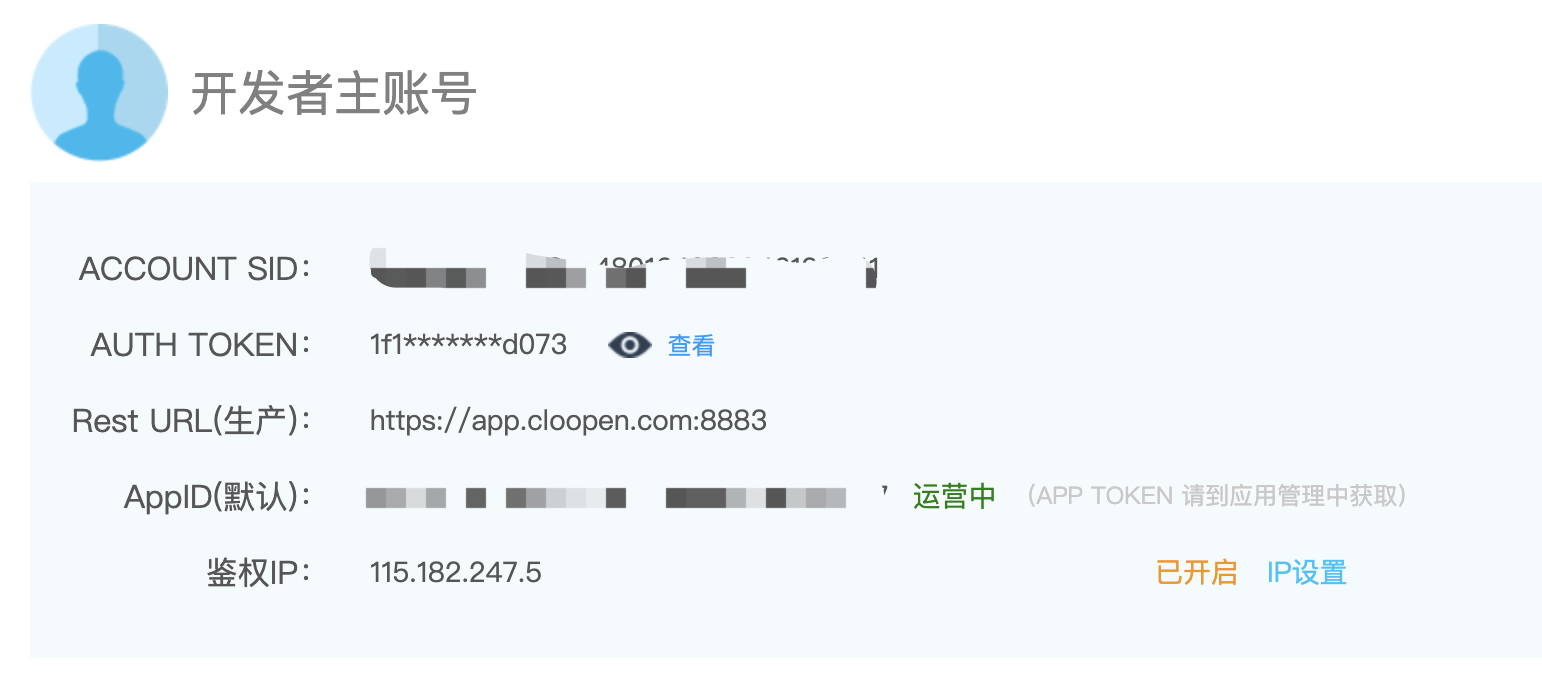 开发者主账号
ACCOUNT SID：
AUTH TOKEN： 1f1*******d073 查看
Rest URL(生产)： https://app.cloopen.com:8883
AppID(默认)： 运营中 （APP TOKEN 请到应用管理中获取）
鉴权IP： 115.182.247.5 已开启 IP设置